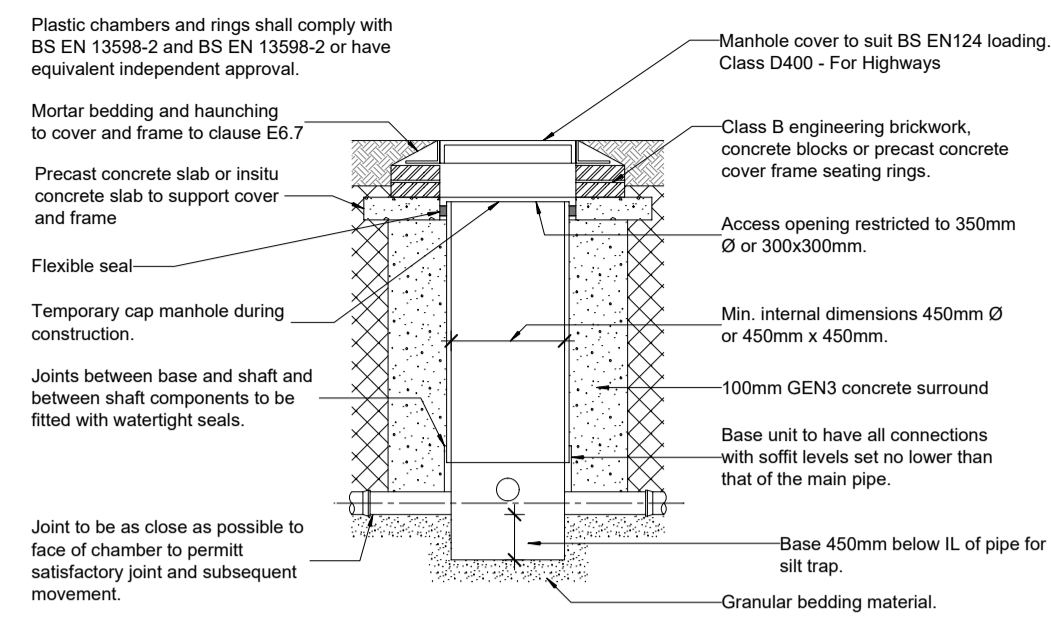 Plastic chambers and rings shall comply with
BS EN 13598-2 and BS EN 13598-2 or have
equivalent independent approval.
Mortar bedding and haunching
to cover and frame to clause E6.7
Precast concrete slab or insitu
concrete slab to support cover
and frame
Flexible seal
Temporary cap manhole during
construction.
Joints between base and shaft and
between shaft components to be
fitted with watertight seals.
Joint to be as close as possible to
face of chamber to permitt
satisfactory joint and subsequent
movement.
Manhole cover to suit BS EN124 loading.
Class D400 - For Highways
Class B engineering brickwork,
concrete blocks or precast concrete
cover frame seating rings.
Access opening restricted to 350mm
Ø or 300x300mm.
Min. internal dimensions 450mm Ø
or 450mm x 450mm.
100mm GEN3 concrete surround
Base unit to have all connections
with soffit levels set no lower than
that of the main pipe.
Base 450mm below IL of pipe for
silt trap.
Granular bedding material.